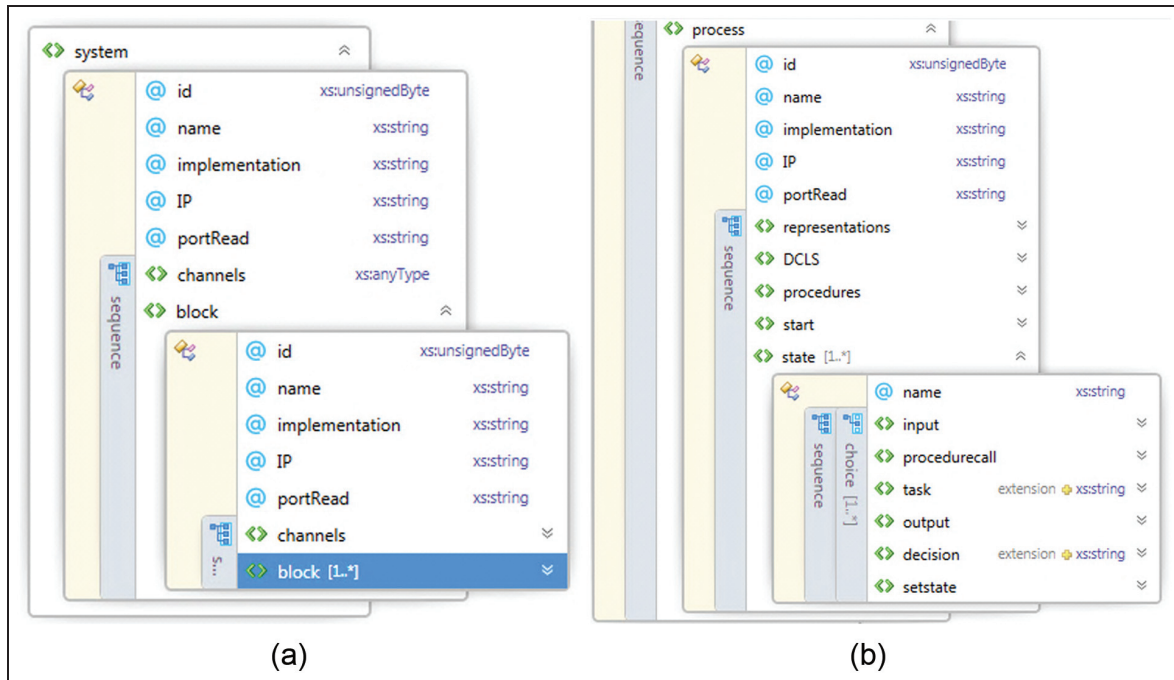 system
id xs:unsignedByte
name xs:string
implementation xs:string
IP xs:string
portRead xs:string
sequence
channels xs:anyType
block
id xs:unsignedByte
name xs:string
implementation xs:string
IP xs:string
portRead xs:string
s...
channels
block [1..*]
(a)
sequence
process
id xs:unsignedByte
name xs:string
implementation xs:string
IP xs:string
portRead xs:string
sequence
representations
DCLS
procedures
start
state [1..*]
name xs:string
sequence
choice [1..*]
input
procedurecall
task extension xs:string
output
decision extension xs:string
setstate
(b)